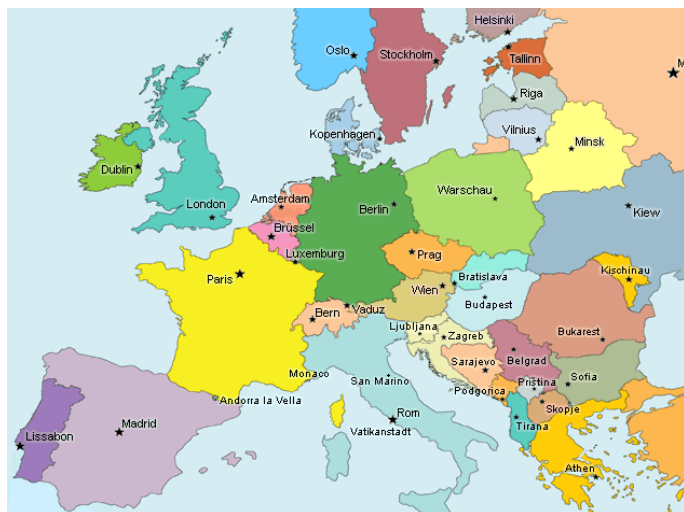 Helsinki
Oslo
Stockholm
Tallinn
M
Riga
Kopenhagen
Vilnius
Minsk
Dublin
London
Amsterdam
Berlin
Warschau
Kiew
Brüssel
Luxemburg
Prag
Paris
Kischinau
Bratislava
Wien
Budapest
Bern
Vaduz
Ljubljana
Zagreb
Bukarest
Belgrad
Monaco
Sarajevo
San Marino
Priština
Sofia
Andorra la Vella
Podgorica
Rom
Skopje
Madrid
Tirana
Vatikanstadt
Lissabon
Athen